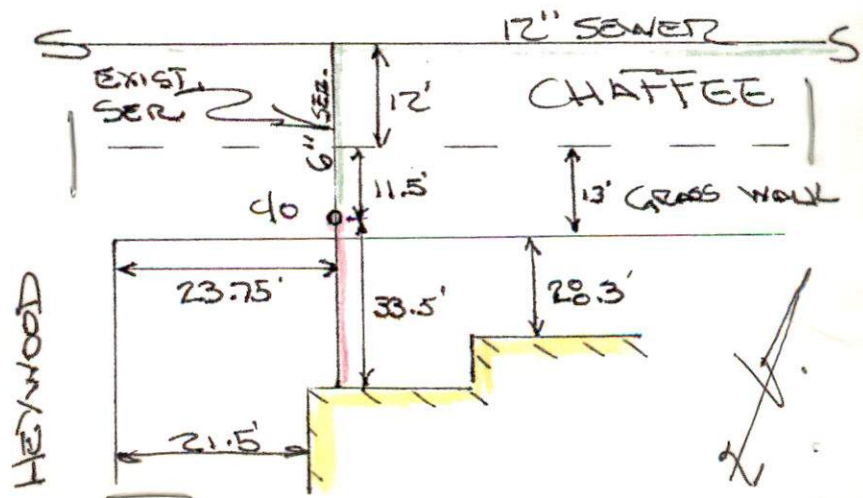 S
12" SEWER
S
EXIST.
SER.
6" SER.
12'
CHAFFEE
11.5'
13' GRASS WALK
C/O
23.75'
33.5'
20.3'
HEYWOOD
21.5'